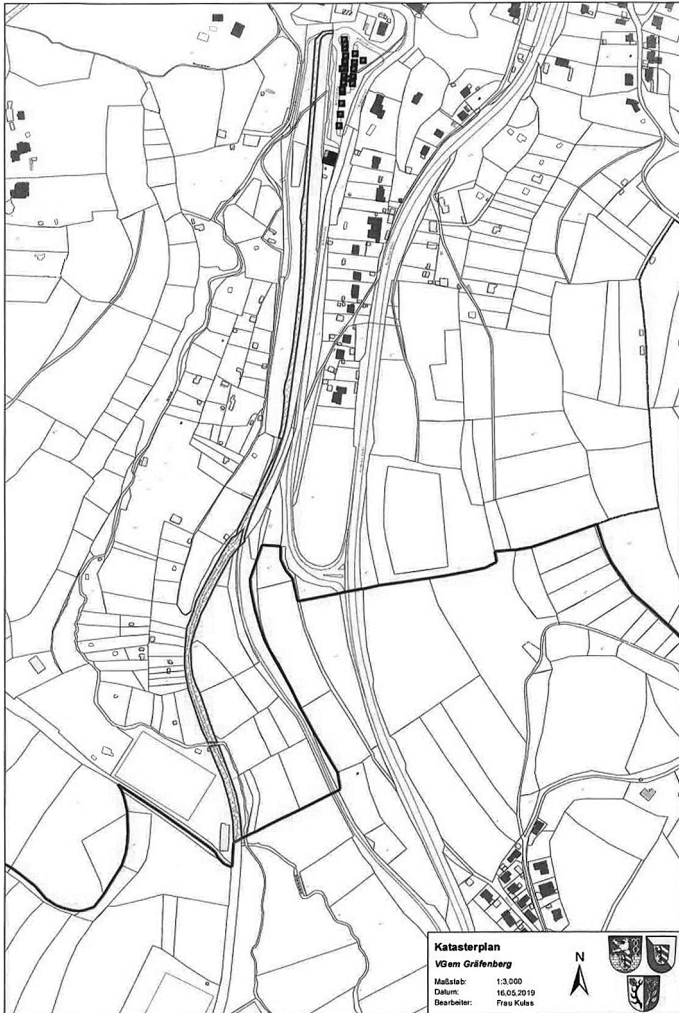 Katasterplan
VGem Gräfenberg
N
Maßstab: 1:3.000
Datum: 16.05.2019
Bearbeiter: Frau Kulas